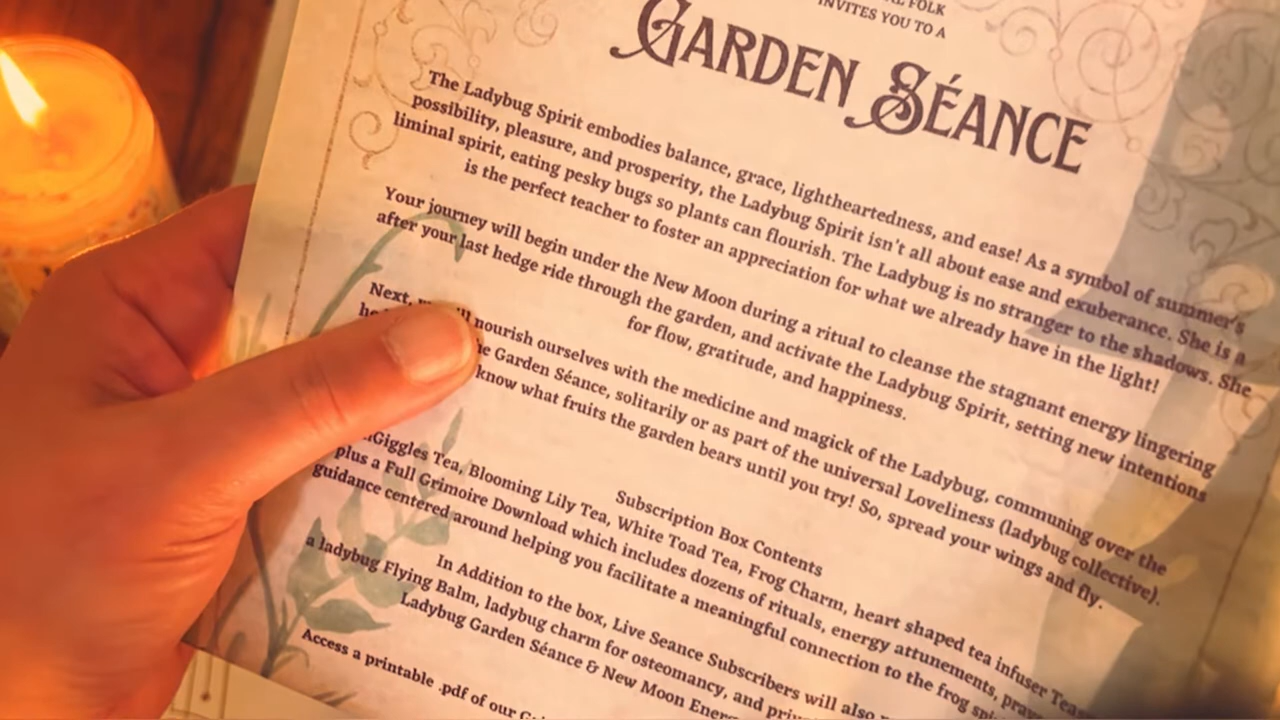 FOLK
INVITES YOU TO A
GARDEN SÉANCE
The Ladybug Spirit embodies balance, grace, lightheartedness, and ease! As a symbol of summer's
possibility, pleasure, and prosperity, the Ladybug Spirit isn't all about ease and exuberance. She is a
liminal spirit, eating pesky bugs so plants can flourish. The Ladybug is no stranger to the shadows. She
is the perfect teacher to foster an appreciation for what we already have in the light!
Your journey will begin under the New Moon during a ritual to cleanse the stagnant energy lingering
after your last hedge ride through the garden, and activate the Ladybug Spirit, setting new intentions
for flow, gratitude, and happiness.
Next, nourish ourselves with the medicine and magick of the Ladybug, communing over the
Garden Séance, solitarily or as part of the universal Loveliness (ladybug collective).
know what fruits the garden bears until you try! So, spread your wings and fly.
Subscription Box Contents
Giggles Tea, Blooming Lily Tea, White Toad Tea, Frog Charm, heart shaped tea infuser
plus a Full Grimoire Download which includes dozens of rituals, energy attunements,
guidance centered around helping you facilitate a meaningful connection to the frog
In Addition to the box, Live Seance Subscribers will also
a ladybug Flying Balm, ladybug charm for osteomancy, and
Ladybug Garden Séance & New Moon
Access a printable .pdf of our